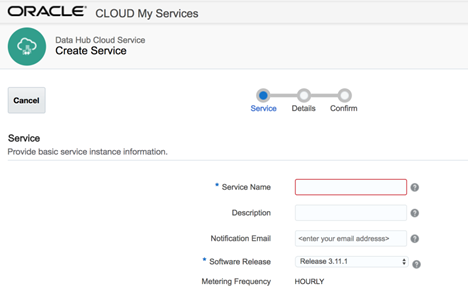 ORACLE® CLOUD My Services
Data Hub Cloud Service
Create Service
Cancel
Service Details Confirm
Service
Provide basic service instance information.
* Service Name ?
Description ?
Notification Email <enter your email addresss> ?
* Software Release Release 3.11.1 ?
Metering Frequency HOURLY